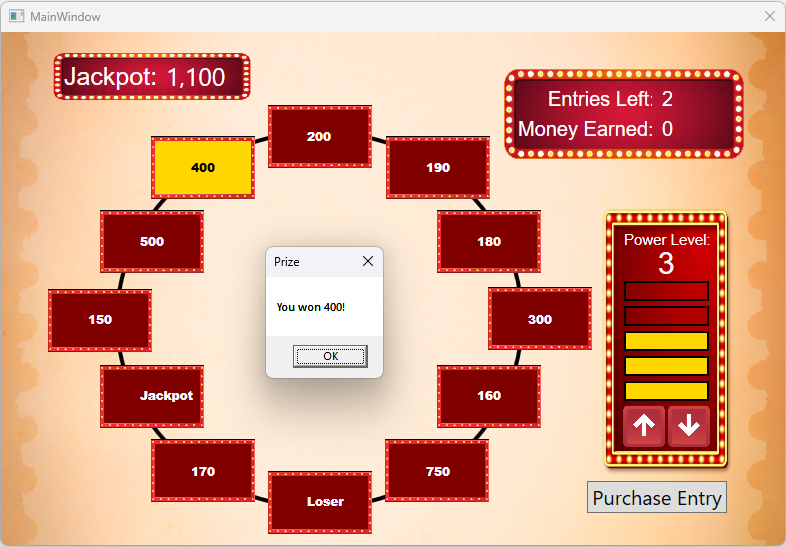 MainWindow
Jackpot: 1,100
Entries Left: 2
Money Earned: 0
200
400
190
500
180
Power Level:
3
Prize
You won 400!
OK
150
300
Jackpot
160
170
750
Loser
Purchase Entry